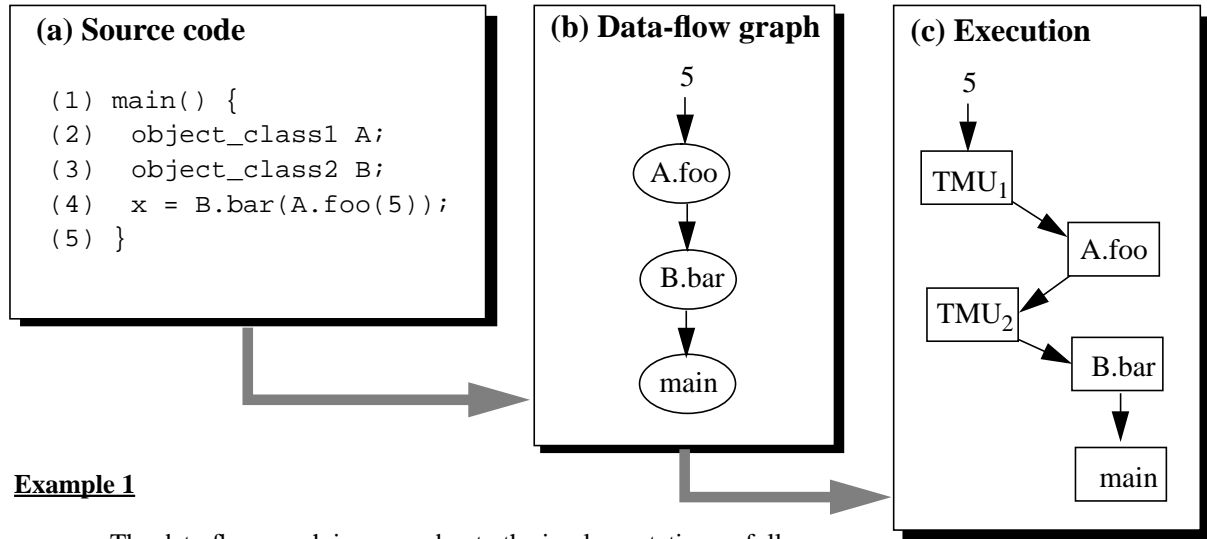 (a) Source code
(1) main() {
(2)  object_class1 A;
(3)  object_class2 B;
(4)  x = B.bar(A.foo(5));
(5) }
(b) Data-flow graph
5
A.foo
B.bar
main
(c) Execution
5
TMU1
A.foo
TMU2
B.bar
main
Example 1